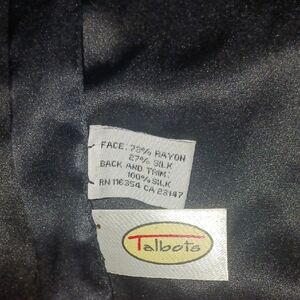 FACE: 73% RAYON
27% SILK
BACK AND TRIM:
100% SILK
RN 116354 CA 23147
Talbots